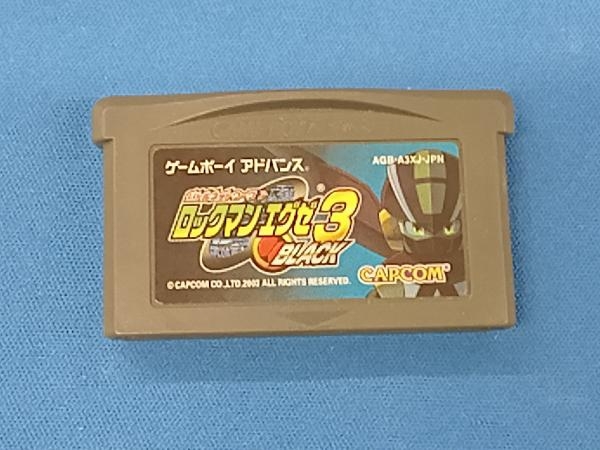 ゲームボーイ アドバンス®
AGB-A3XJ-JPN
ロックマンエグゼ3®
BLACK
© CAPCOM CO.,LTD.2003 ALL RIGHTS RESERVED.
CAPCOM®